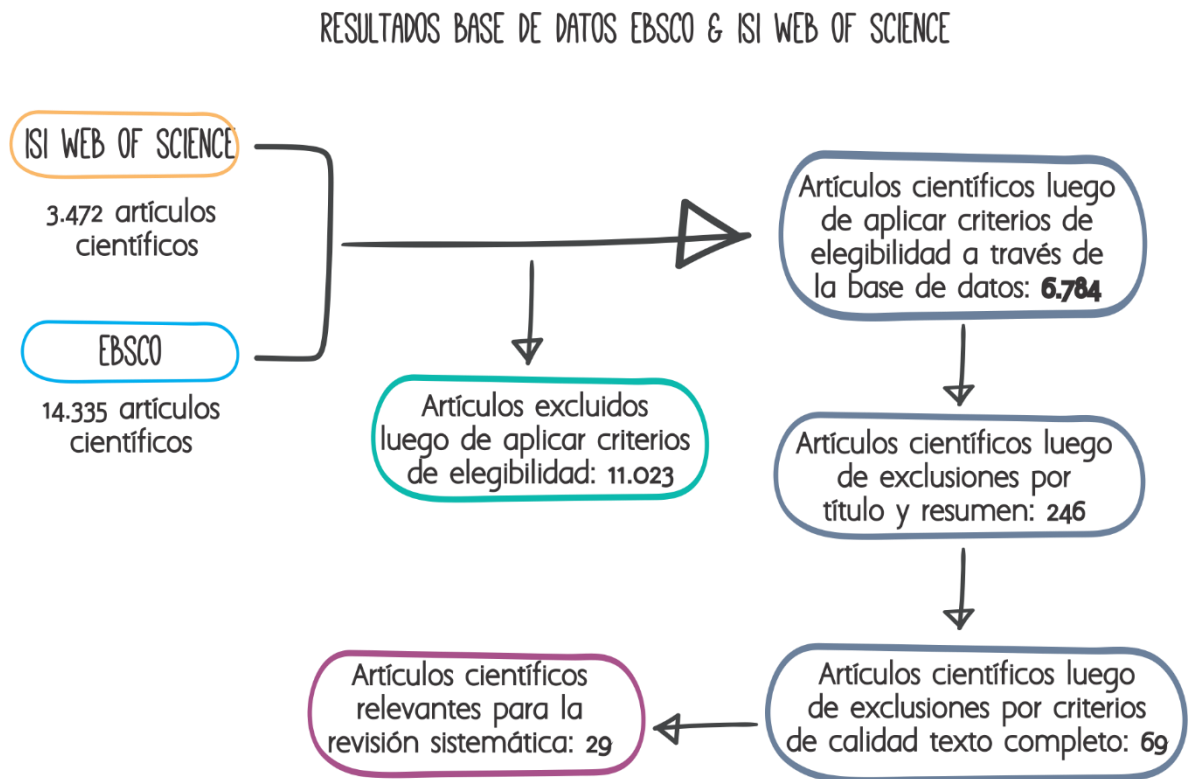 RESULTADOS BASE DE DATOS EBSCO & ISI WEB OF SCIENCE
ISI WEB OF SCIENCE
3.472 artículos
científicos
EBSCO
14.335 artículos
científicos
Artículos excluidos
luego de aplicar criterios
de elegibilidad: 11.023
Artículos científicos luego
de aplicar criterios de
elegibilidad a través de
la base de datos: 6.784
Artículos científicos luego
de exclusiones por
título y resumen: 246
Artículos científicos luego
de exclusiones por criterios
de calidad texto completo: 69
Artículos científicos
relevantes para la
revisión sistemática: 29